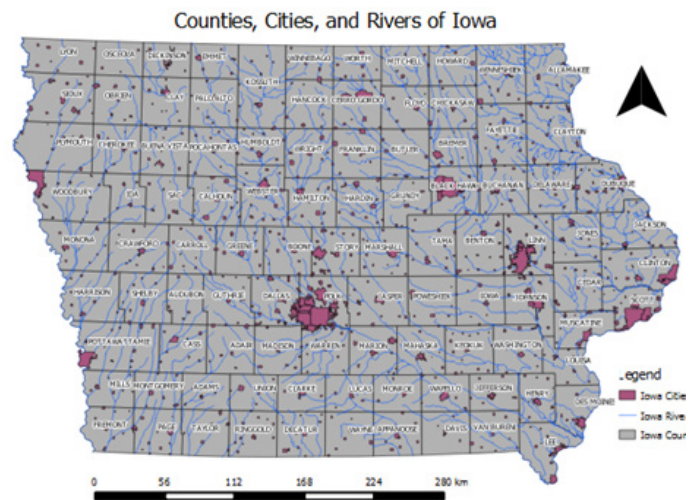 Counties, Cities, and Rivers of Iowa
LYON OSCEOLA DICKINSON EMMET WINNEBAGO WORTH MITCHELL HOWARD WINNESHIEK ALLAMAKEE
KOSSUTH
SIOUX OBRIEN CLAY PALO ALTO HANCOCK CERRO GORDO FLOYD CHICKASAW
FAYETTE CLAYTON
PLYMOUTH CHEROKEE BUENA VISTA POCAHONTAS HUMBOLDT WRIGHT FRANKLIN BUTLER BREMER
WOODBURY IDA SAC CALHOUN WEBSTER HAMILTON HARDIN GRUNDY BLACK HAWK BUCHANAN DELAWARE DUBUQUE
JACKSON
MONONA CRAWFORD CARROLL GREENE BOONE STORY MARSHALL TAMA BENTON LINN JONES
CLINTON
CEDAR
HARRISON SHELBY AUDUBON GUTHRIE DALLAS POLK JASPER POWESHIEK IOWA JOHNSON SCOTT
MUSCATINE
POTTAWATTAMIE CASS ADAIR MADISON WARREN MARION MAHASKA KEOKUK WASHINGTON
LOUISA
MILLS MONTGOMERY ADAMS UNION CLARKE LUCAS MONROE WAPELLO JEFFERSON HENRY DES MOINES
FREMONT PAGE TAYLOR RINGGOLD DECATUR WAYNE APPANOOSE DAVIS VAN BUREN LEE
Legend
Iowa Cities
Iowa River
Iowa Coun
0 56 112 168 224 280 km